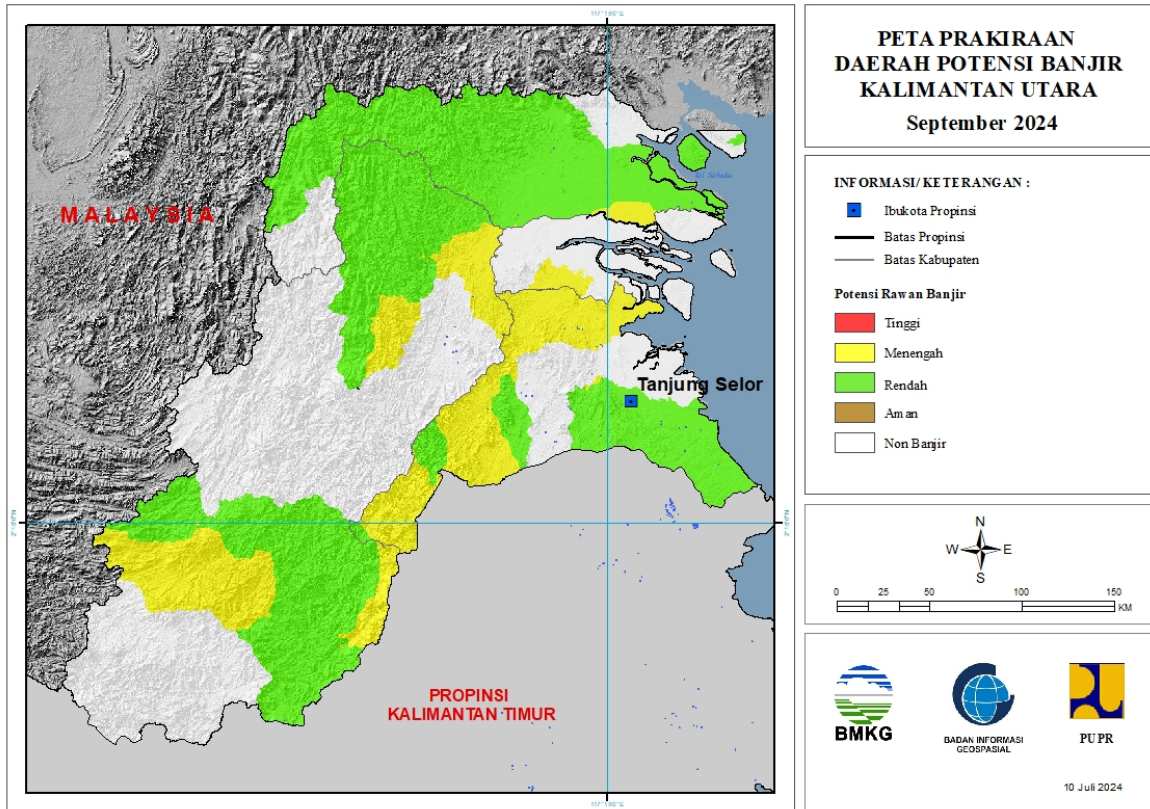 PETA PRAKIRAAN
DAERAH POTENSI BANJIR
KALIMANTAN UTARA
September 2024
INFORMASI/ KETERANGAN :
Ibukota Propinsi
Batas Propinsi
Batas Kabupaten
Potensi Rawan Banjir
Tinggi
Menengah
Rendah
Aman
Non Banjir
N
W E
S
0 25 50 100 150
KM
BMKG
BADAN INFORMASI
GEOSPASIAL
PUPR
10 Juli 2024
MALAYSIA
Tel Sebuda
Tanjung Selor
PROPINSI
KALIMANTAN TIMUR